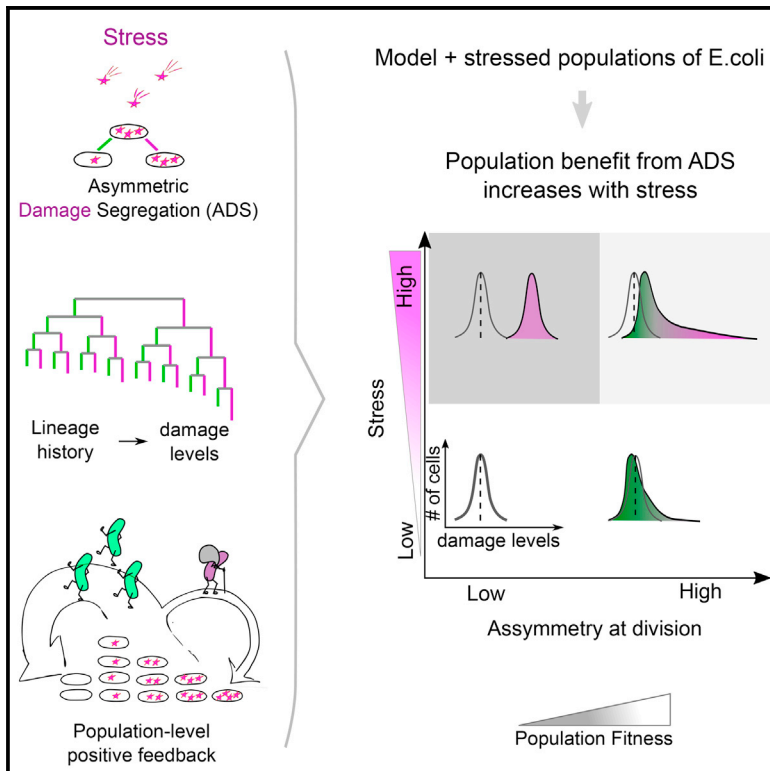 Stress
Asymmetric
Damage Segregation (ADS)
Lineage
history
damage
levels
Population-level
positive feedback
Model + stressed populations of E.coli
Population benefit from ADS
increases with stress
Stress
High
Low
# of cells
damage levels
Low
High
Assymmetry at division
Population Fitness